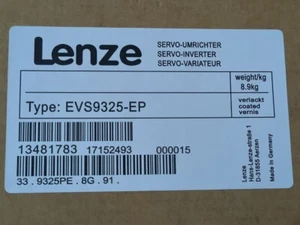 Lenze
SERVO-UMRICHTER
SERVO-INVERTER
SERVO-VARIATEUR
weight/kg
8.9kg
Type: EVS9325-EP
verlackt
coated
vernis
13481783 17152493 000015
33.9325PE.8G.91.
Lenze
Hans-Lenze-straße 1
D-31855 Aerzen
Made in Germany